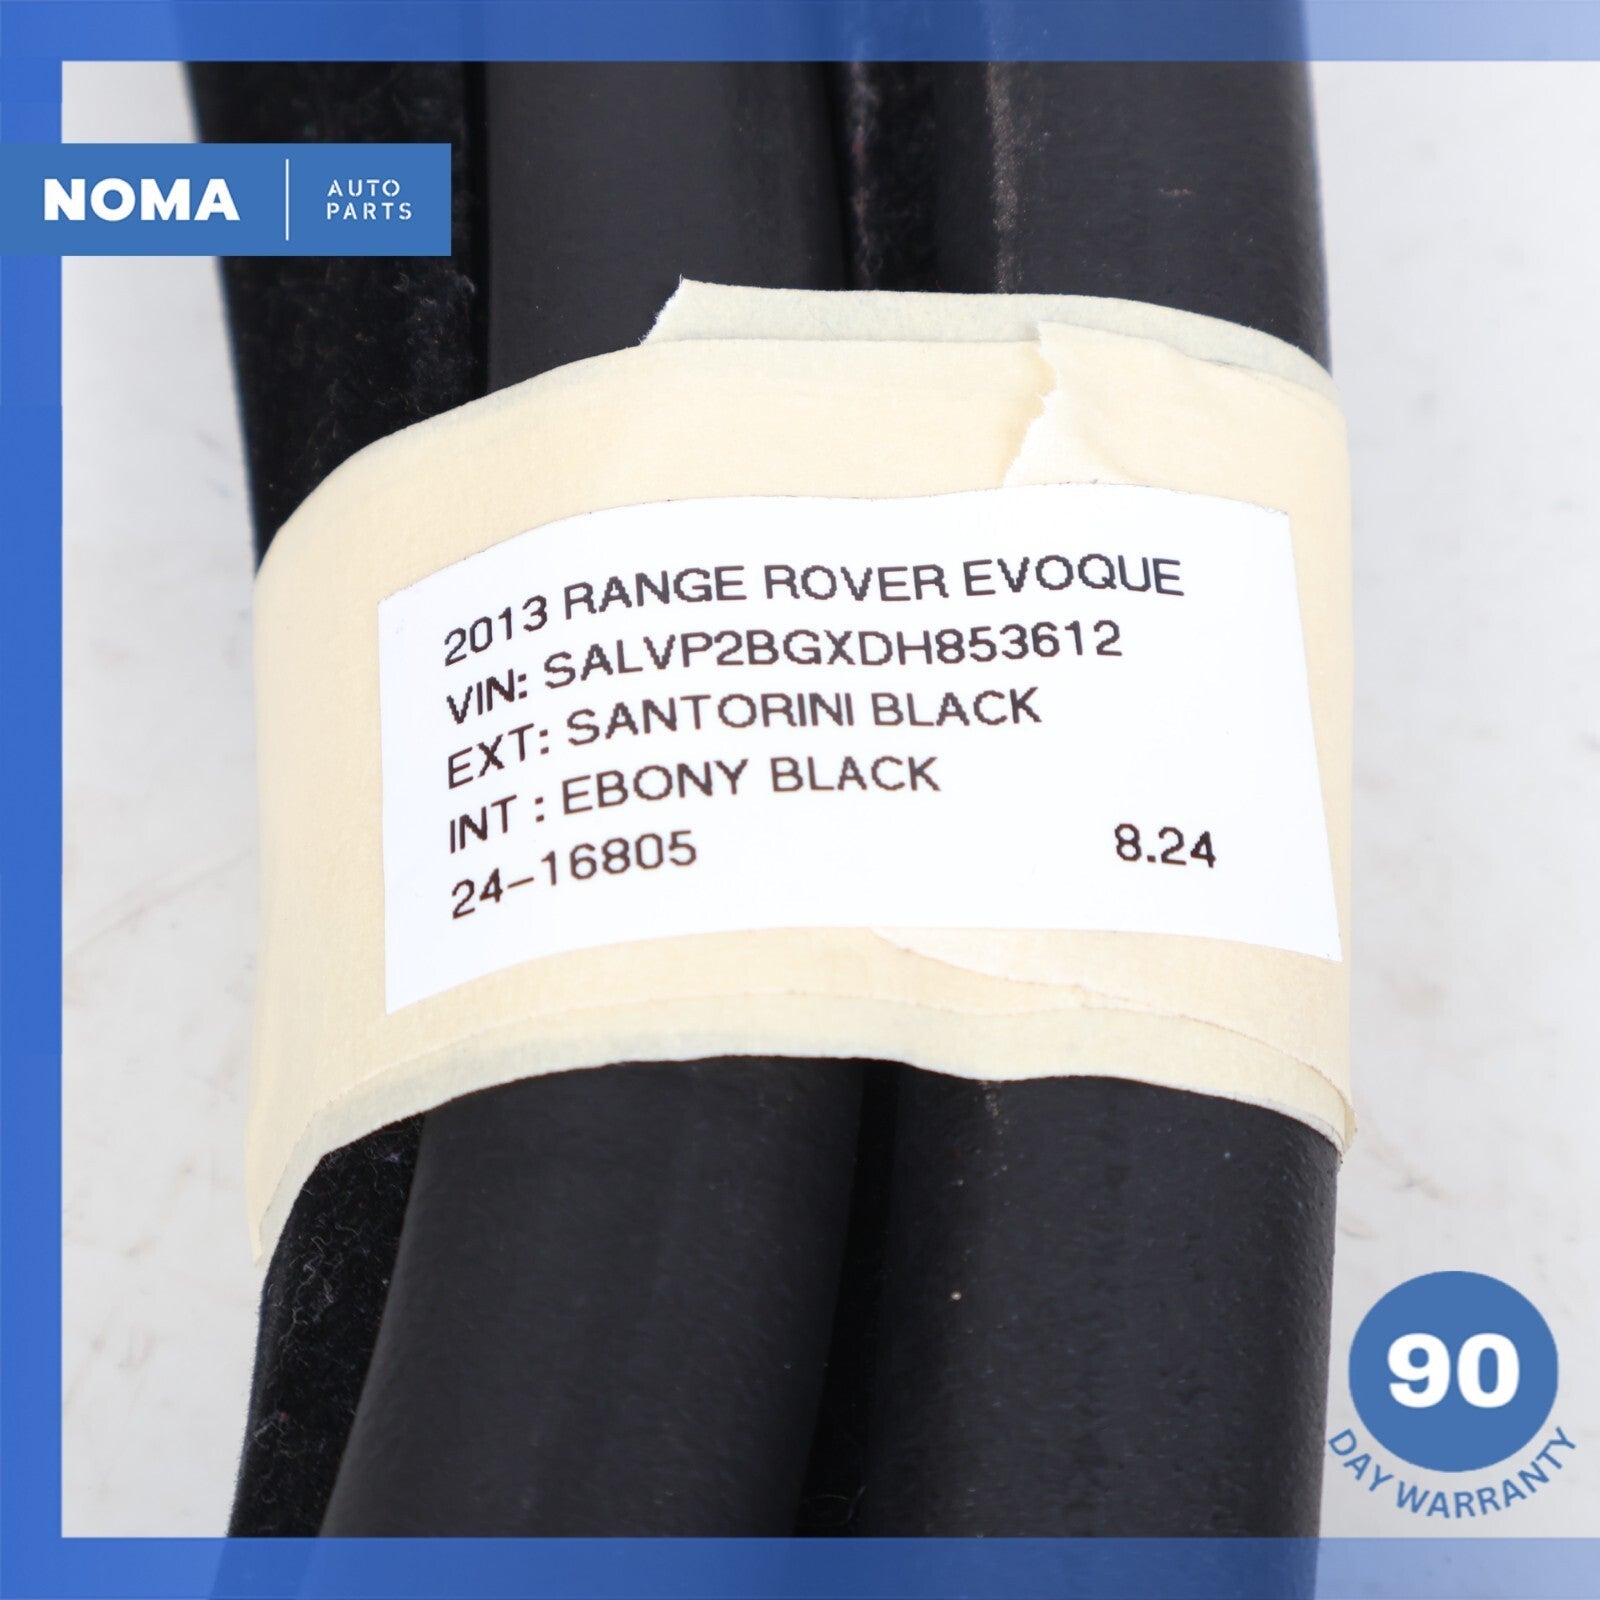 NOMA
AUTO
PARTS
2013 RANGE ROVER EVOQUE
VIN: SALVP2BGXDH853612
EXT: SANTORINI BLACK
INT : EBONY BLACK
24-16805 8.24
90
DAY WARRANTY